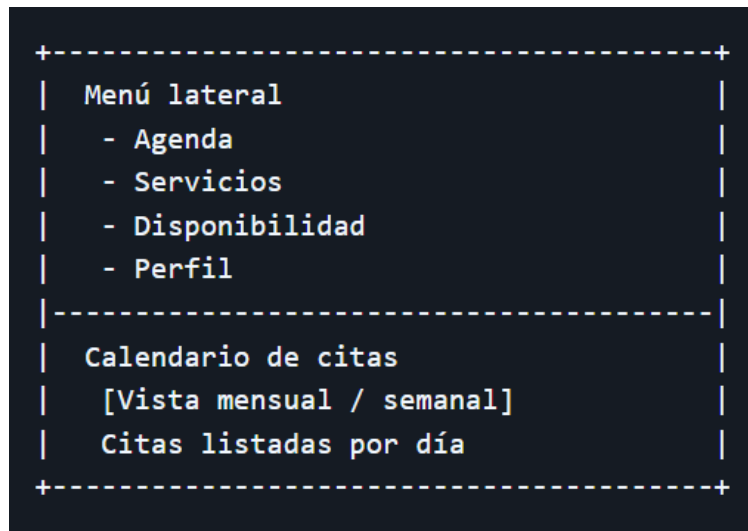 +----------------------------------------+
|  Menú lateral                          |
|   - Agenda                             |
|   - Servicios                          |
|   - Disponibilidad                     |
|   - Perfil                             |
|----------------------------------------|
|  Calendario de citas                   |
|   [Vista mensual / semanal]            |
|   Citas listadas por día               |
+----------------------------------------+